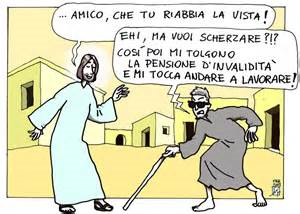 ... AMICO, CHE TU RIABBIA LA VISTA!
EHI, MA VUOI SCHERZARE?!?
COSÍ POI MI TOLGONO
LA PENSIONE D'INVALIDITÀ
E MI TOCCA ANDARE A LAVORARE!